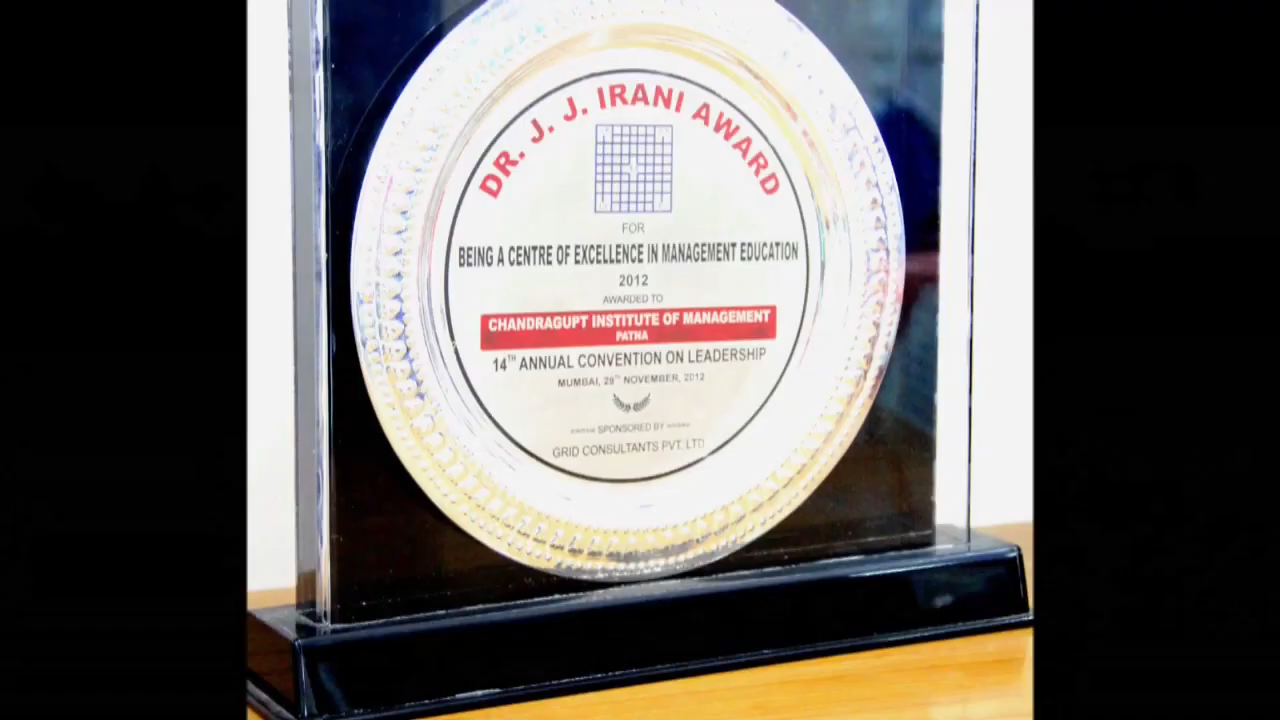 DR. J. J. IRANI AWARD
FOR
BEING A CENTRE OF EXCELLENCE IN MANAGEMENT EDUCATION
2012
AWARDED TO
CHANDRAGUPT INSTITUTE OF MANAGEMENT
PATNA
14TH ANNUAL CONVENTION ON LEADERSHIP
MUMBAI, 29TH NOVEMBER, 2012
SPONSORED BY
GRID CONSULTANTS PVT. LTD